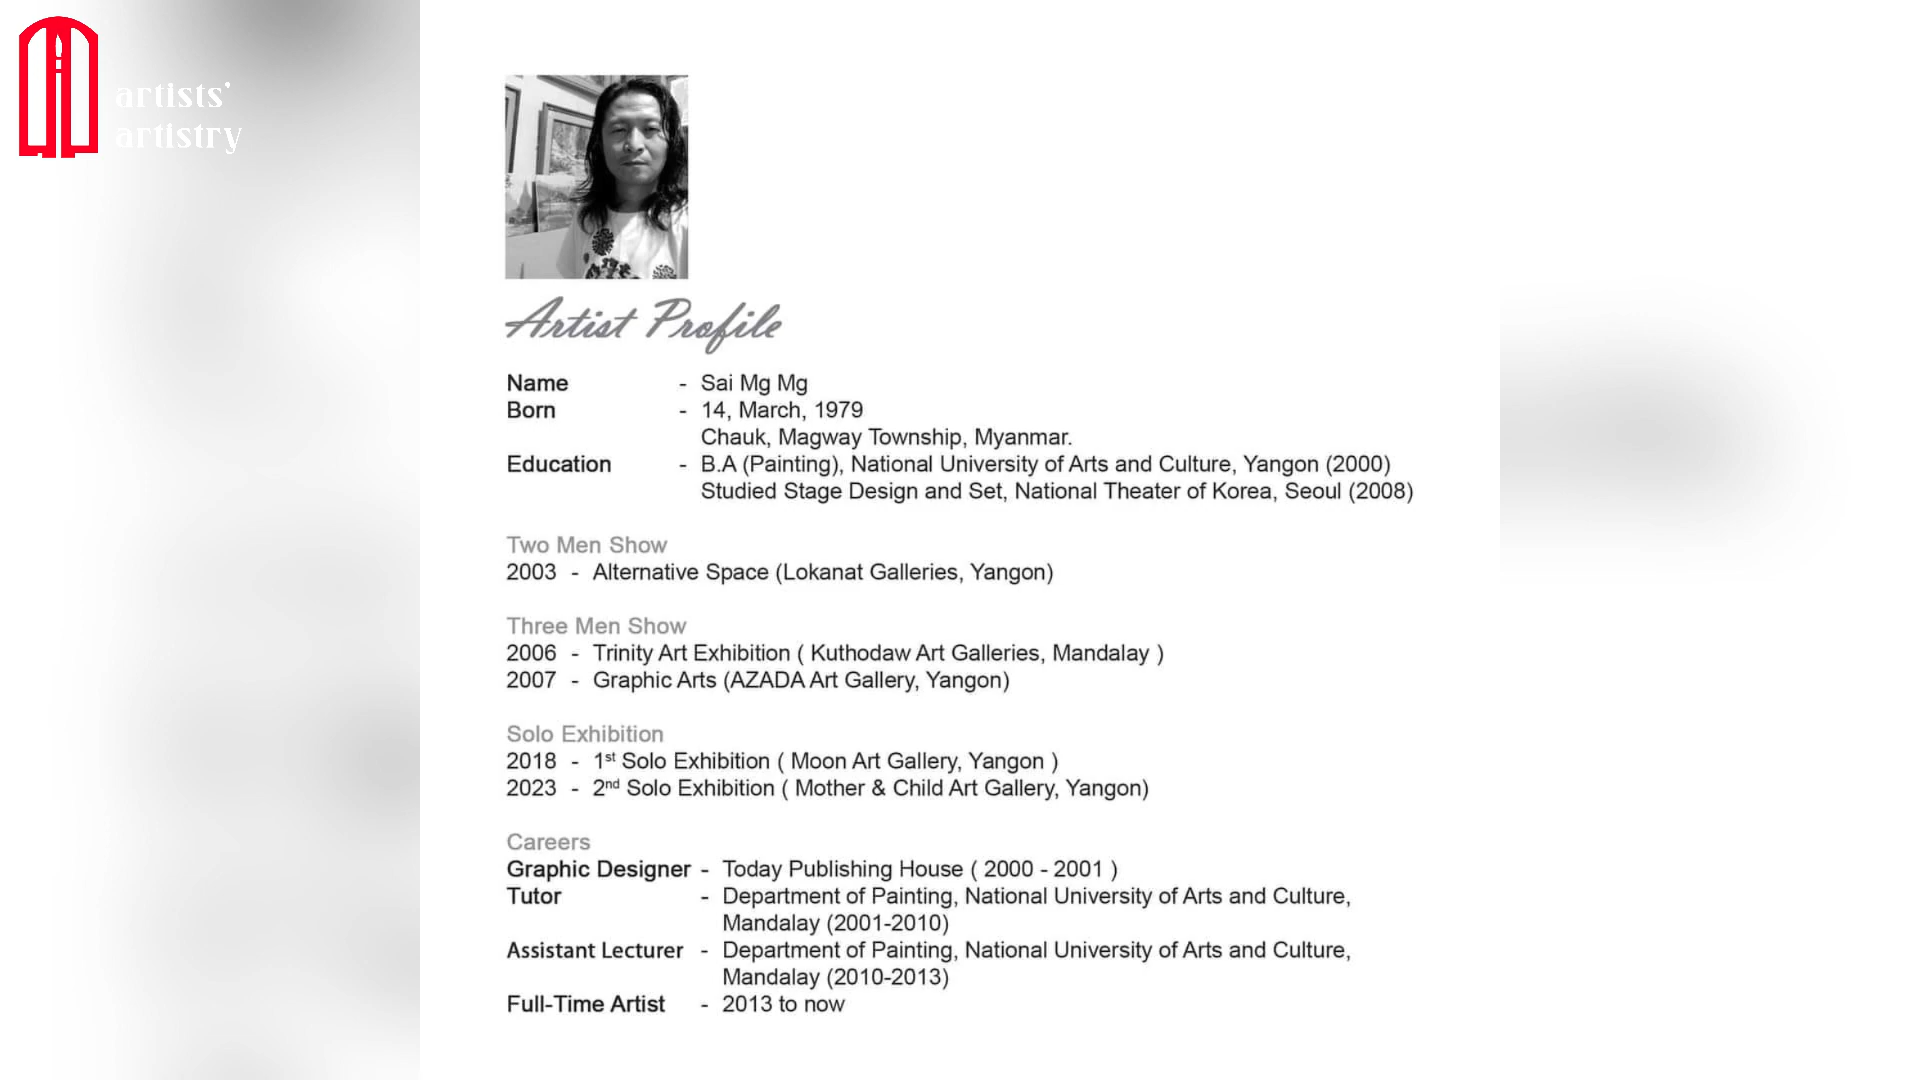 artists'
artistry
Artist Profile
Name - Sai Mg Mg
Born - 14, March, 1979
Chauk, Magway Township, Myanmar.
Education - B.A (Painting), National University of Arts and Culture, Yangon (2000)
Studied Stage Design and Set, National Theater of Korea, Seoul (2008)
Two Men Show
2003 - Alternative Space (Lokanat Galleries, Yangon)
Three Men Show
2006 - Trinity Art Exhibition ( Kuthodaw Art Galleries, Mandalay )
2007 - Graphic Arts (AZADA Art Gallery, Yangon)
Solo Exhibition
2018 - 1st Solo Exhibition ( Moon Art Gallery, Yangon )
2023 - 2nd Solo Exhibition ( Mother & Child Art Gallery, Yangon)
Careers
Graphic Designer - Today Publishing House ( 2000 - 2001 )
Tutor - Department of Painting, National University of Arts and Culture,
Mandalay (2001-2010)
Assistant Lecturer - Department of Painting, National University of Arts and Culture,
Mandalay (2010-2013)
Full-Time Artist - 2013 to now